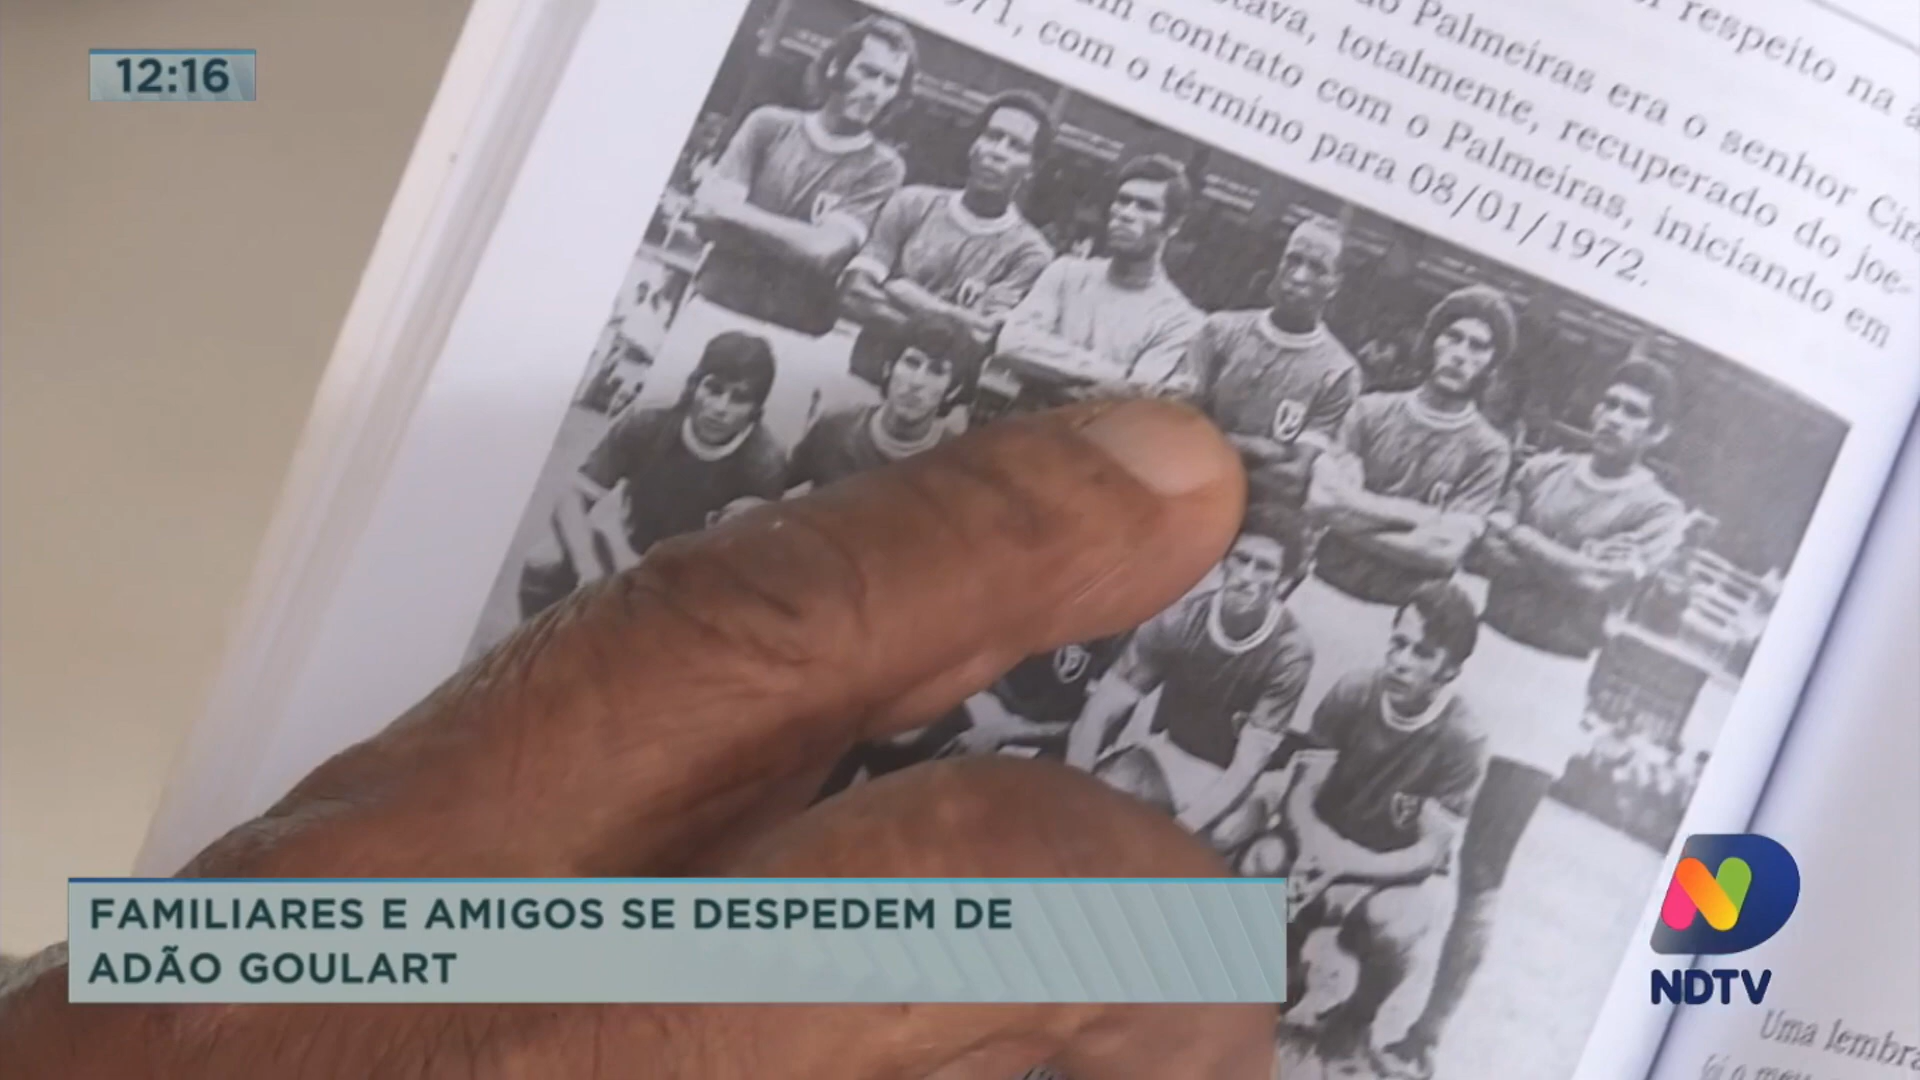 12:16
respeito na
o Palmeiras era o senhor
tava, totalmente, recuperado do joe-
contrato com o Palmeiras, iniciando em
com o término para 08/01/1972.
FAMILIARES E AMIGOS SE DESPEDEM DE
ADÃO GOULART
NDTV
Uma